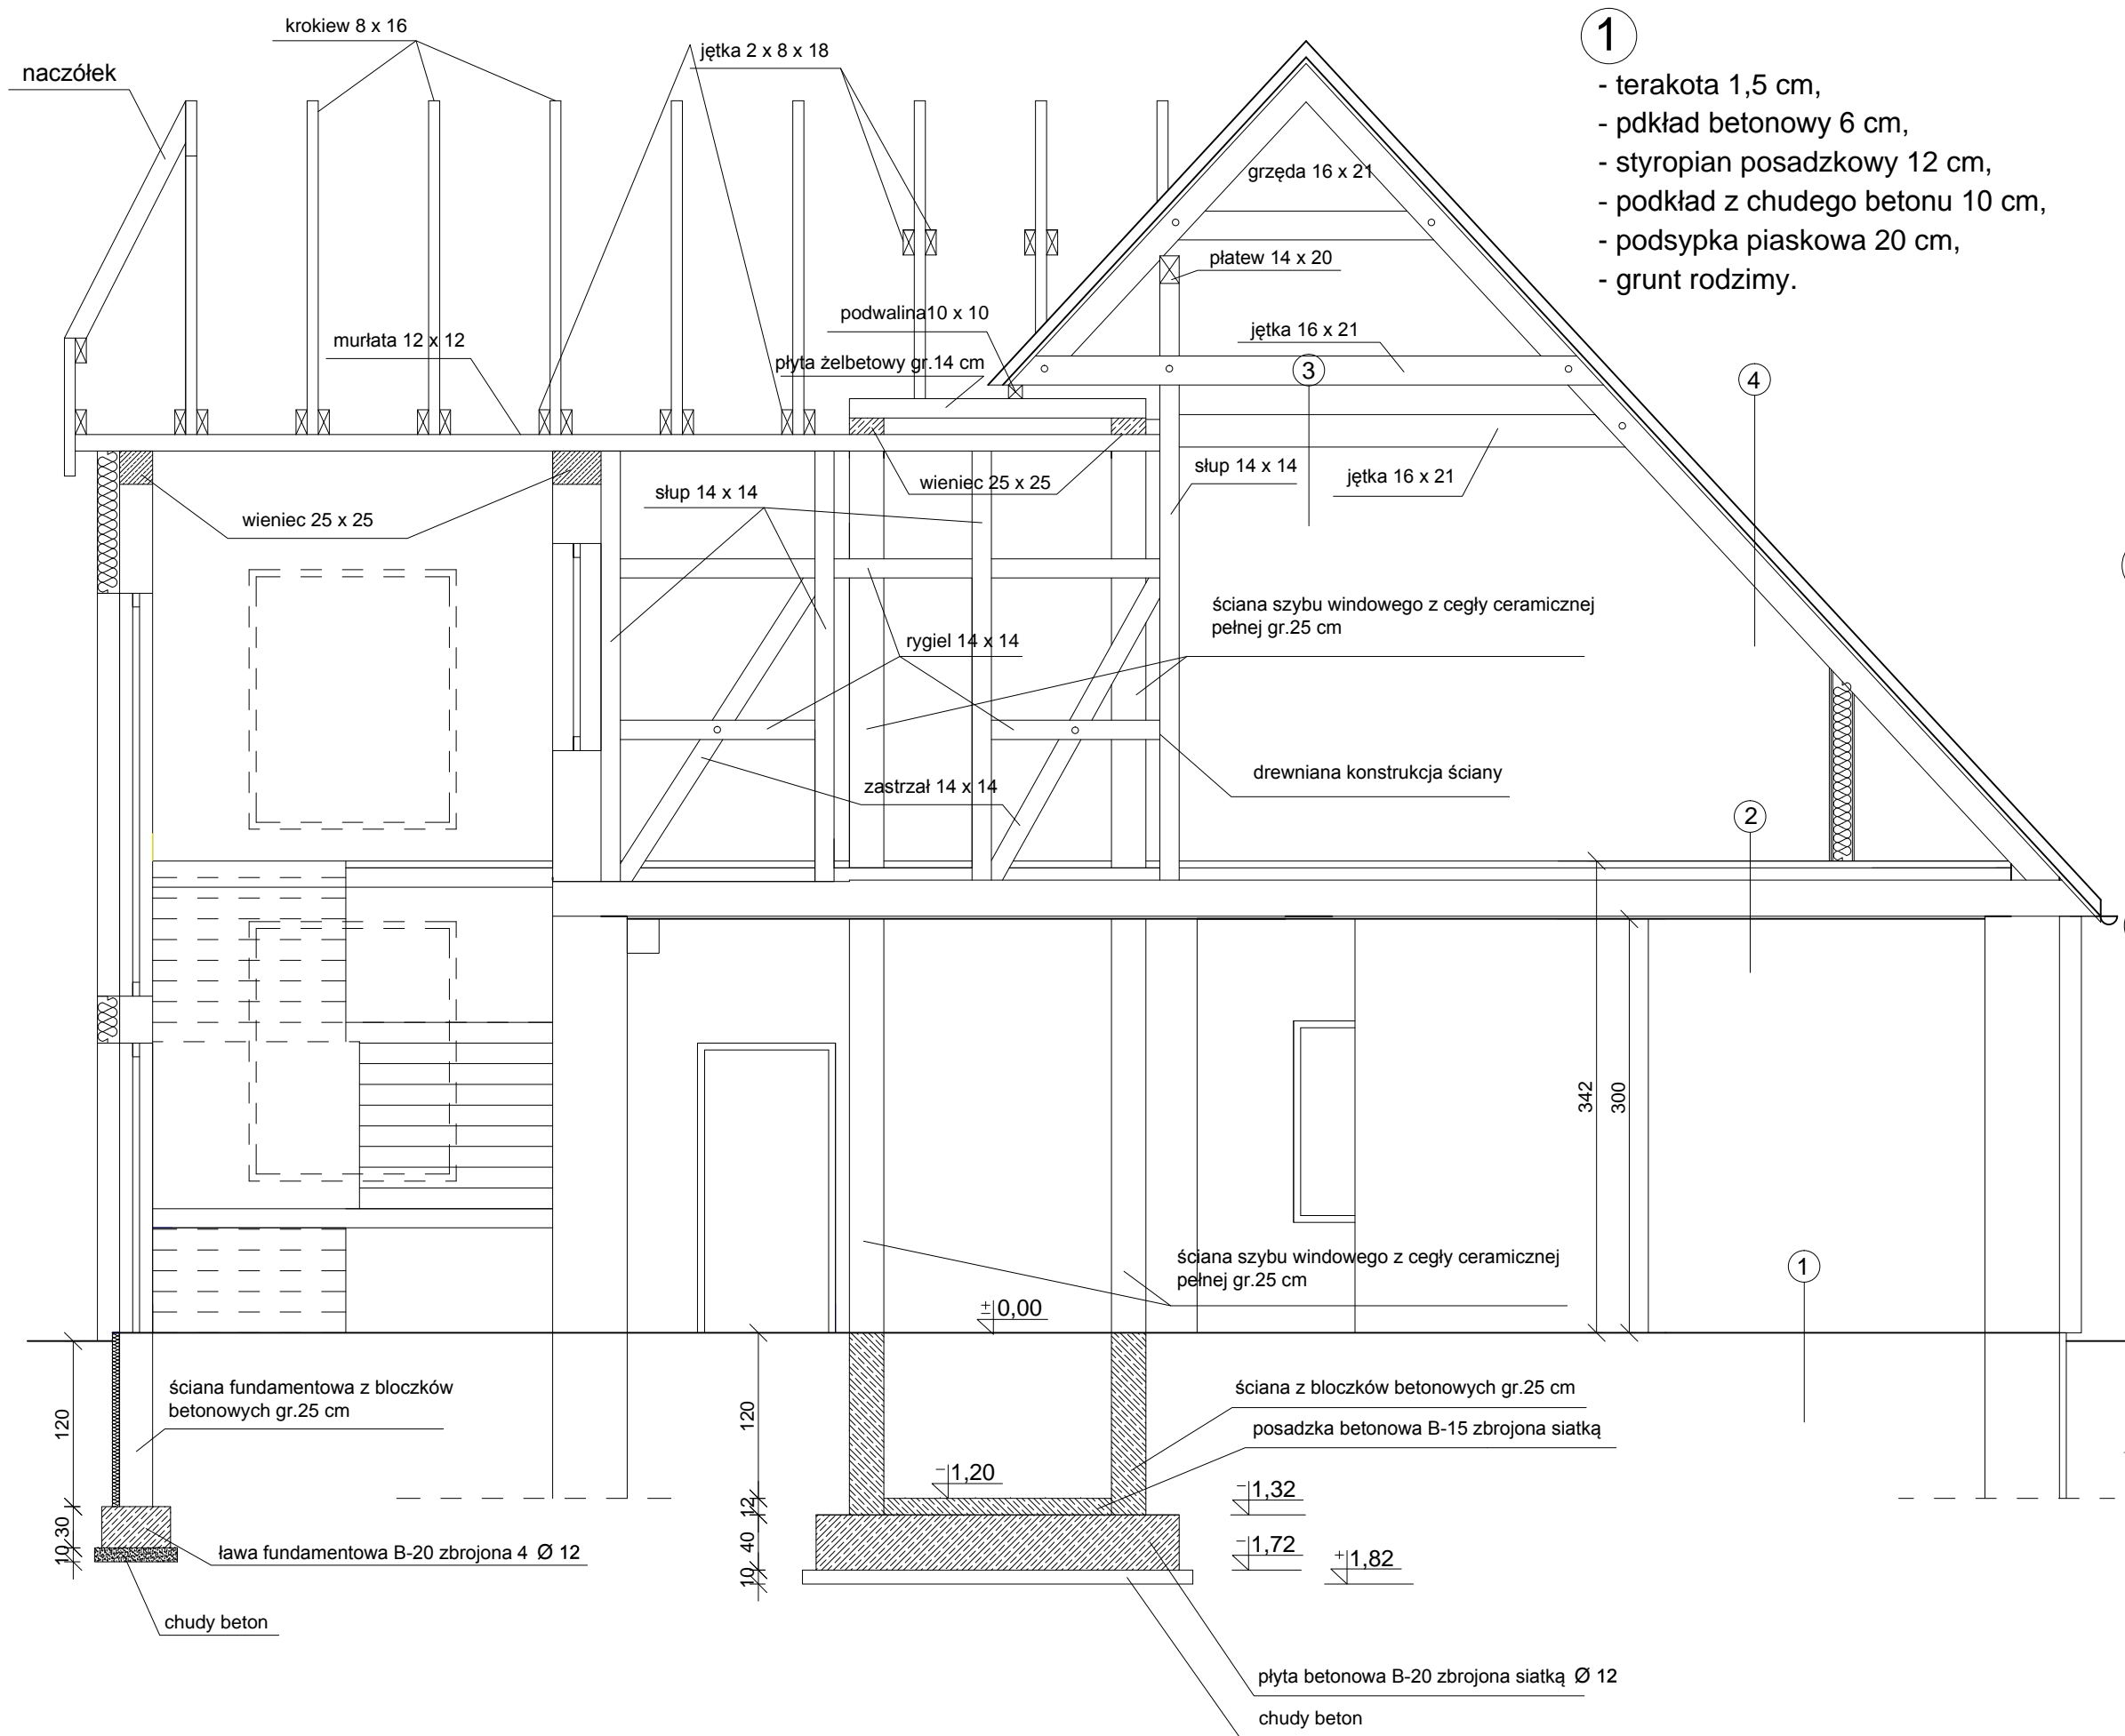 krokiew 8 x 16
jętka 2 x 8 x 18
naczółek
1
- terakota 1,5 cm,
- pdkład betonowy 6 cm,
- styropian posadzkowy 12 cm,
- podkład z chudego betonu 10 cm,
- podsypka piaskowa 20 cm,
- grunt rodzimy.
grzęda 16 x 21
płatew 14 x 20
podwalina10 x 10
murłata 12 x 12
jętka 16 x 21
płyta żelbetowy gr.14 cm
3
4
słup 14 x 14
jętka 16 x 21
wieniec 25 x 25
słup 14 x 14
wieniec 25 x 25
ściana szybu windowego z cegły ceramicznej
pełnej gr.25 cm
rygiel 14 x 14
drewniana konstrukcja ściany
zastrzał 14 x 14
2
342
300
ściana szybu windowego z cegły ceramicznej
pełnej gr.25 cm
1
±0,00
ściana fundamentowa z bloczków
betonowych gr.25 cm
ściana z bloczków betonowych gr.25 cm
posadzka betonowa B-15 zbrojona siatką
120
120
-1,20
-1,32
12
30
40
10
10
-1,72
+1,82
ława fundamentowa B-20 zbrojona 4 Ø 12
chudy beton
płyta betonowa B-20 zbrojona siatką Ø 12
chudy beton